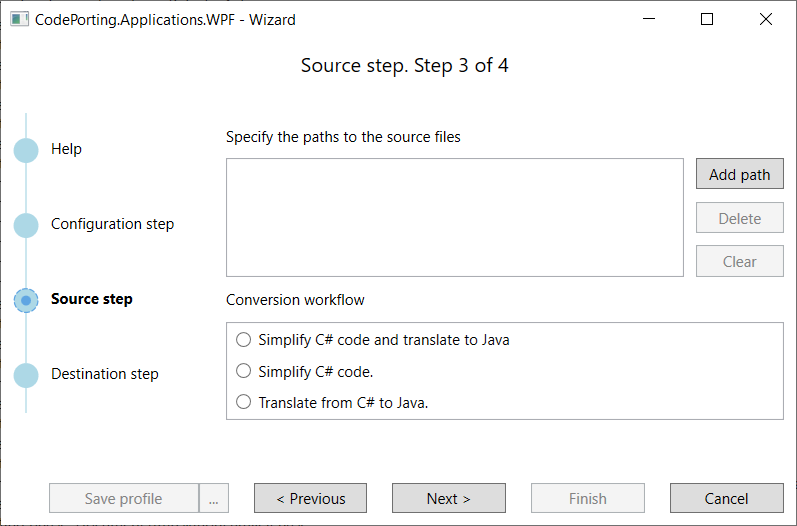 CodePorting.Applications.WPF - Wizard
Source step. Step 3 of 4
Help
Configuration step
Source step
Destination step
Specify the paths to the source files
Add path
Delete
Clear
Conversion workflow
Simplify C# code and translate to Java
Simplify C# code.
Translate from C# to Java.
Save profile
...
< Previous
Next >
Finish
Cancel